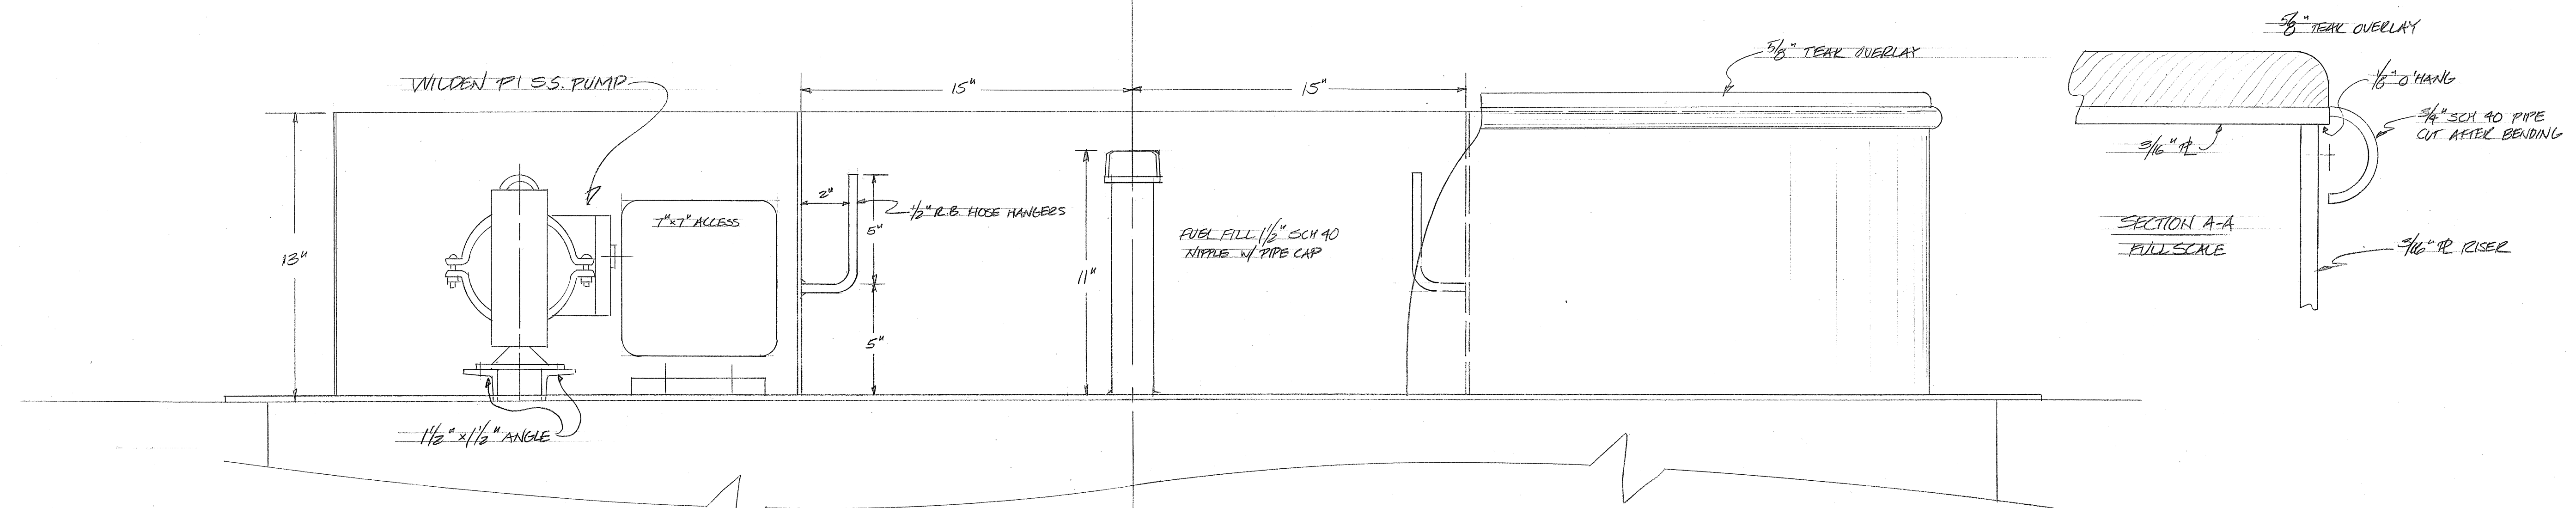 WILDEN P1 S.S. PUMP
15"
15"
5/8" TEAK OVERLAY
13"
7"x7" ACCESS
2"
5"
1/2" R.B. HOSE HANGERS
5"
11"
FUEL FILL 1 1/2" SCH 40
NIPPLE W/ PIPE CAP
1 1/2" x 1 1/2" ANGLE
5/8" TEAK OVERLAY
1/8" O'HANG
3/4" SCH 40 PIPE
CUT AFTER BENDING
3/16" PL
SECTION A-A
FULL SCALE
3/16" PL RISER